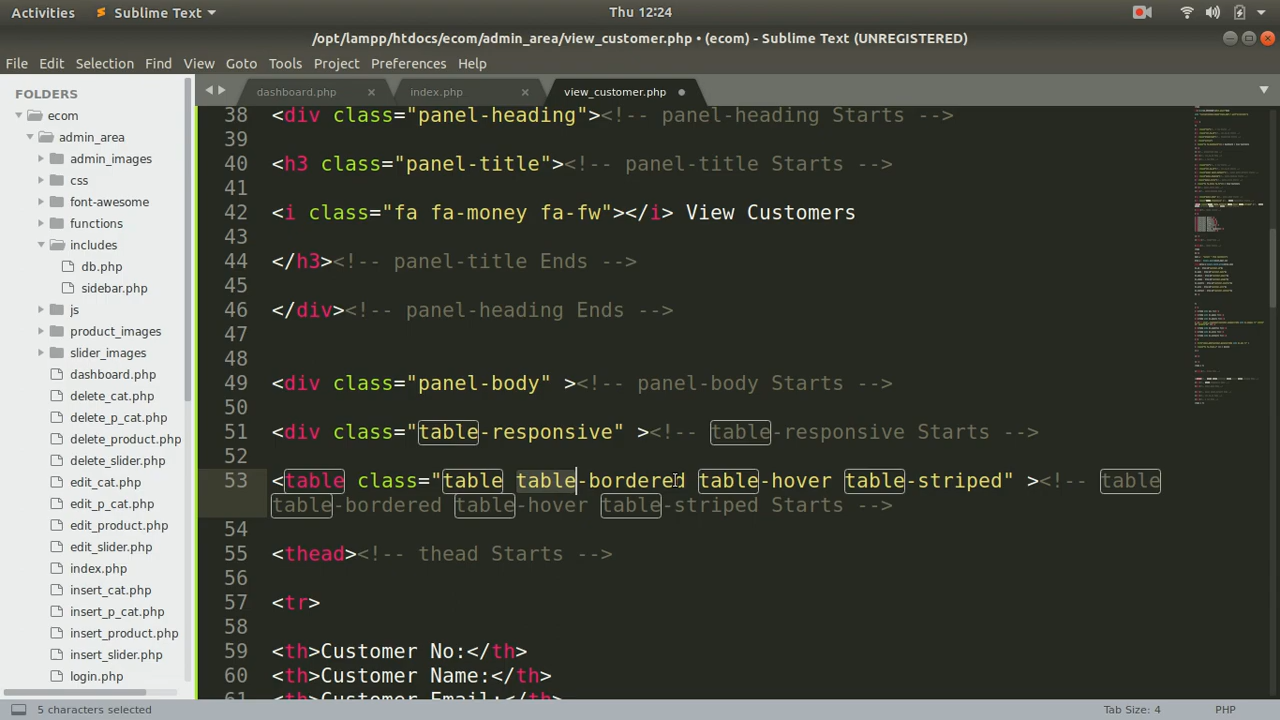 Activities
Sublime Text
Thu 12:24
/opt/lampp/htdocs/ecom/admin_area/view_customer.php • (ecom) - Sublime Text (UNREGISTERED)
File Edit Selection Find View Goto Tools Project Preferences Help
FOLDERS
ecom
admin_area
admin_images
css
font-awesome
functions
includes
db.php
sidebar.php
js
product_images
slider_images
dashboard.php
delete_cat.php
delete_p_cat.php
delete_product.php
delete_slider.php
edit_cat.php
edit_p_cat.php
edit_product.php
edit_slider.php
index.php
insert_cat.php
insert_p_cat.php
insert_product.php
insert_slider.php
login.php
dashboard.php
index.php
view_customer.php
38 <div class="panel-heading"><!-- panel-heading Starts -->
39
40 <h3 class="panel-title"><!-- panel-title Starts -->
41
42 <i class="fa fa-money fa-fw"></i> View Customers
43
44 </h3><!-- panel-title Ends -->
45
46 </div><!-- panel-heading Ends -->
47
48
49 <div class="panel-body" ><!-- panel-body Starts -->
50
51 <div class="table-responsive" ><!-- table-responsive Starts -->
52
53 <table class="table table-bordered table-hover table-striped" ><!-- table
table-bordered table-hover table-striped Starts -->
54
55 <thead><!-- thead Starts -->
56
57 <tr>
58
59 <th>Customer No:</th>
60 <th>Customer Name:</th>
61 <th>Customer Email:</th>
5 characters selected
Tab Size: 4
PHP